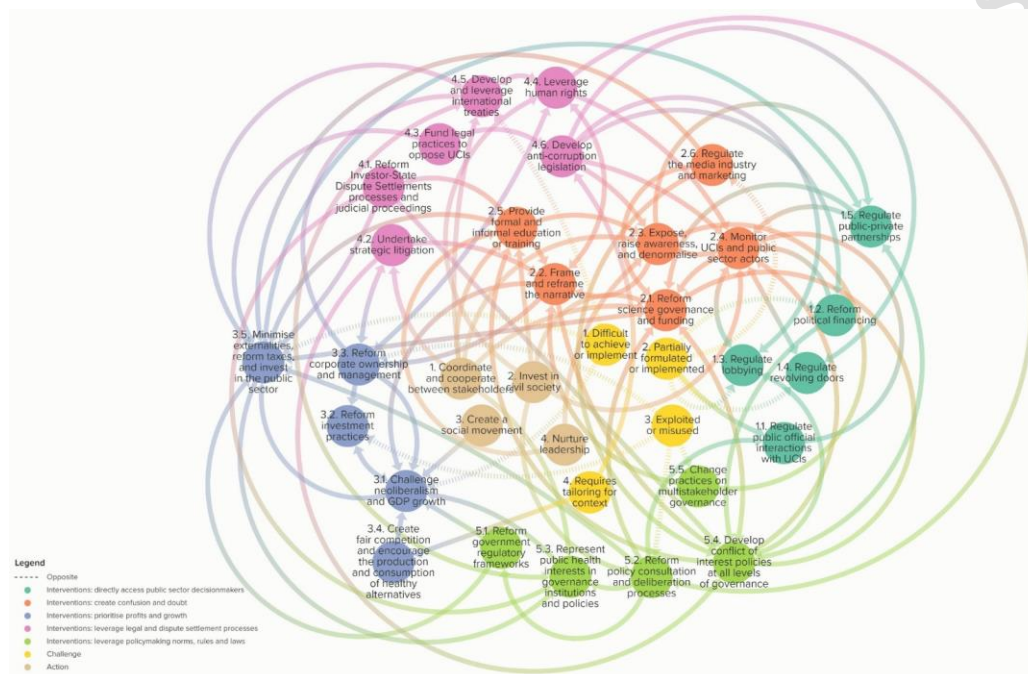 4.5. Develop
and leverage
international
treaties
4.4. Leverage
human rights
4.3. Fund legal
practices to
oppose UCIs
4.6. Develop
anti-corruption
legislation
2.6. Regulate
the media industry
and marketing
4.1. Reform
Investor-State
Dispute Settlements
processes and
judicial proceedings
2.5. Provide
formal and
informal education
or training
1.5. Regulate
public-private
partnerships
4.2. Undertake
strategic litigation
2.3. Expose,
raise awareness,
and denormalise
2.4. Monitor
UCIs and public
sector actors
2.2. Frame
and reframe
the narrative
2.1. Reform
science governance
and funding
1.2. Reform
political financing
3.5. Minimise
externalities,
reform taxes,
and invest
in the public
sector
3.3. Reform
corporate ownership
and management
1. Difficult
to achieve
or implement
2. Partially
formulated
or implemented
1.3. Regulate
lobbying
1.4. Regulate
revolving doors
1. Coordinate
and cooperate
between stakeholders
2. Invest in
civil society
3.2. Reform
investment
practices
3. Create a
social movement
4. Nurture
leadership
3. Exploited
or misused
1.1. Regulate
public official
interactions
with UCIs
3.1. Challenge
neoliberalism
and GDP growth
4. Requires
tailoring for
context
5.5. Change
practices on
multistakeholder
governance
3.4. Create
fair competition
and encourage
the production
and consumption
of healthy
alternatives
5.1. Reform
government
regulatory
frameworks
5.3. Represent
public health
interests in
governance
institutions
and policies
5.2. Reform
policy consultation
and deliberation
processes
5.4. Develop
conflict of
interest policies
at all levels
of governance
Legend
Opposite
Interventions: directly access public sector decisionmakers
Interventions: create confusion and doubt
Interventions: prioritise profits and growth
Interventions: leverage legal and dispute settlement processes
Interventions: leverage policymaking norms, rules and laws
Challenge
Action